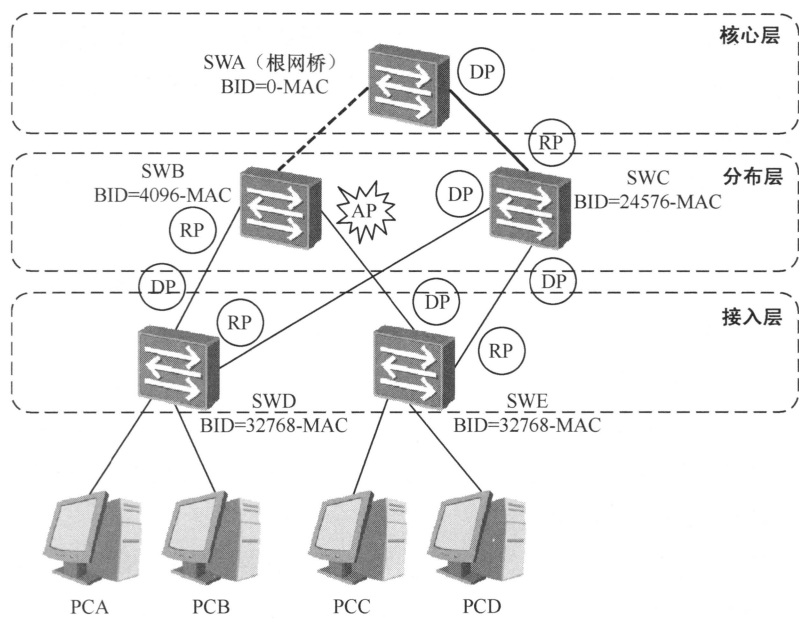 核心层
SWA（根网桥）
BID=0-MAC
DP
RP
SWB
BID=4096-MAC
AP
DP
SWC
BID=24576-MAC
分布层
RP
DP
RP
DP
DP
RP
接入层
SWD
BID=32768-MAC
SWE
BID=32768-MAC
PCA
PCB
PCC
PCD